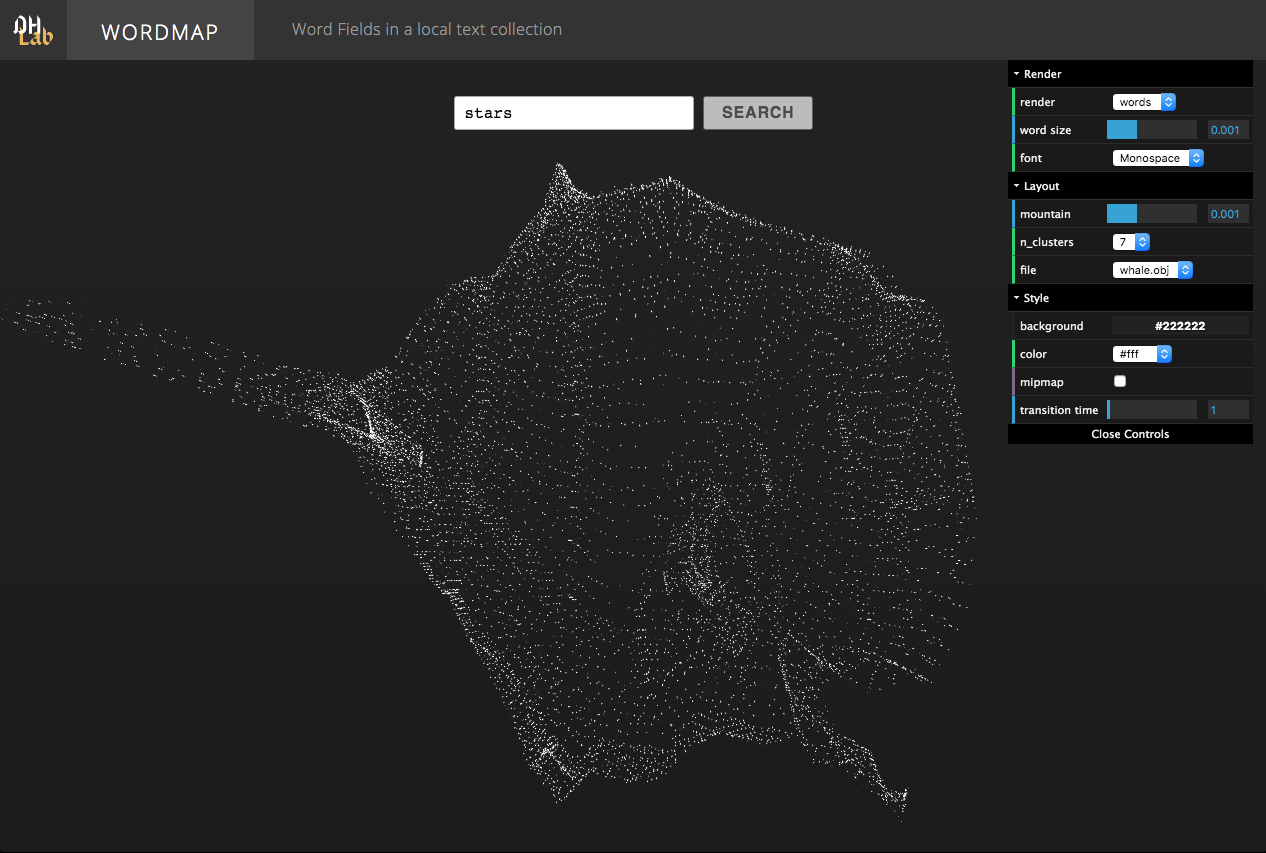 DH
Lab
WORDMAP
Word Fields in a local text collection
stars
SEARCH
Render
render words
word size 0.001
font Monospace
Layout
mountain 0.001
n_clusters 7
file whale.obj
Style
background #222222
color #fff
mipmap
transition time 1
Close Controls